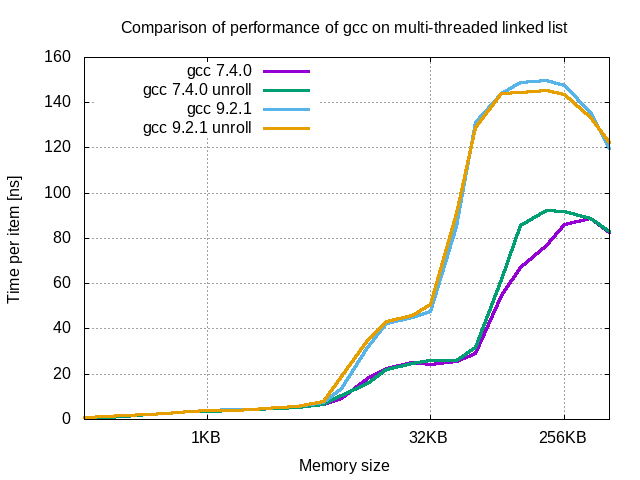 Comparison of performance of gcc on multi-threaded linked list
160
140
120
100
80
60
40
20
0
Time per item [ns]
gcc 7.4.0
gcc 7.4.0 unroll
gcc 9.2.1
gcc 9.2.1 unroll
1KB 32KB 256KB
Memory size